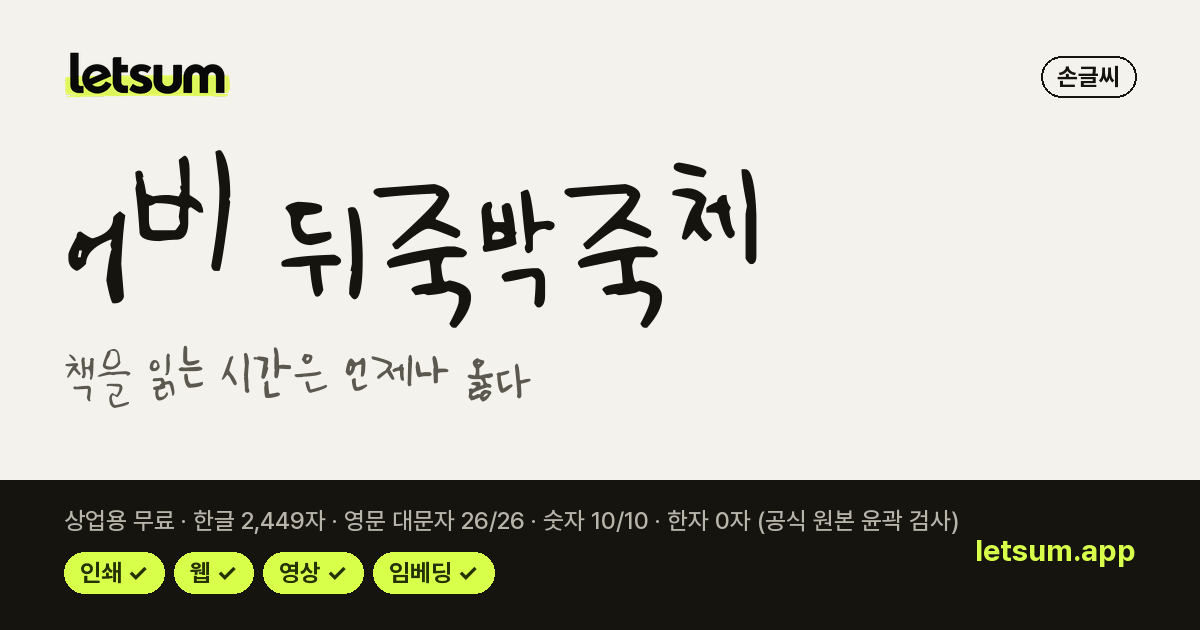 letsum
손글씨
어비 뒤죽박죽체
책을 읽는 시간은 언제나 옳다
상업용 무료 · 한글 2,449자 · 영문 대문자 26/26 · 숫자 10/10 · 한자 0자 (공식 원본 윤곽 검사)
인쇄 ✓ 웹 ✓ 영상 ✓ 임베딩 ✓
letsum.app